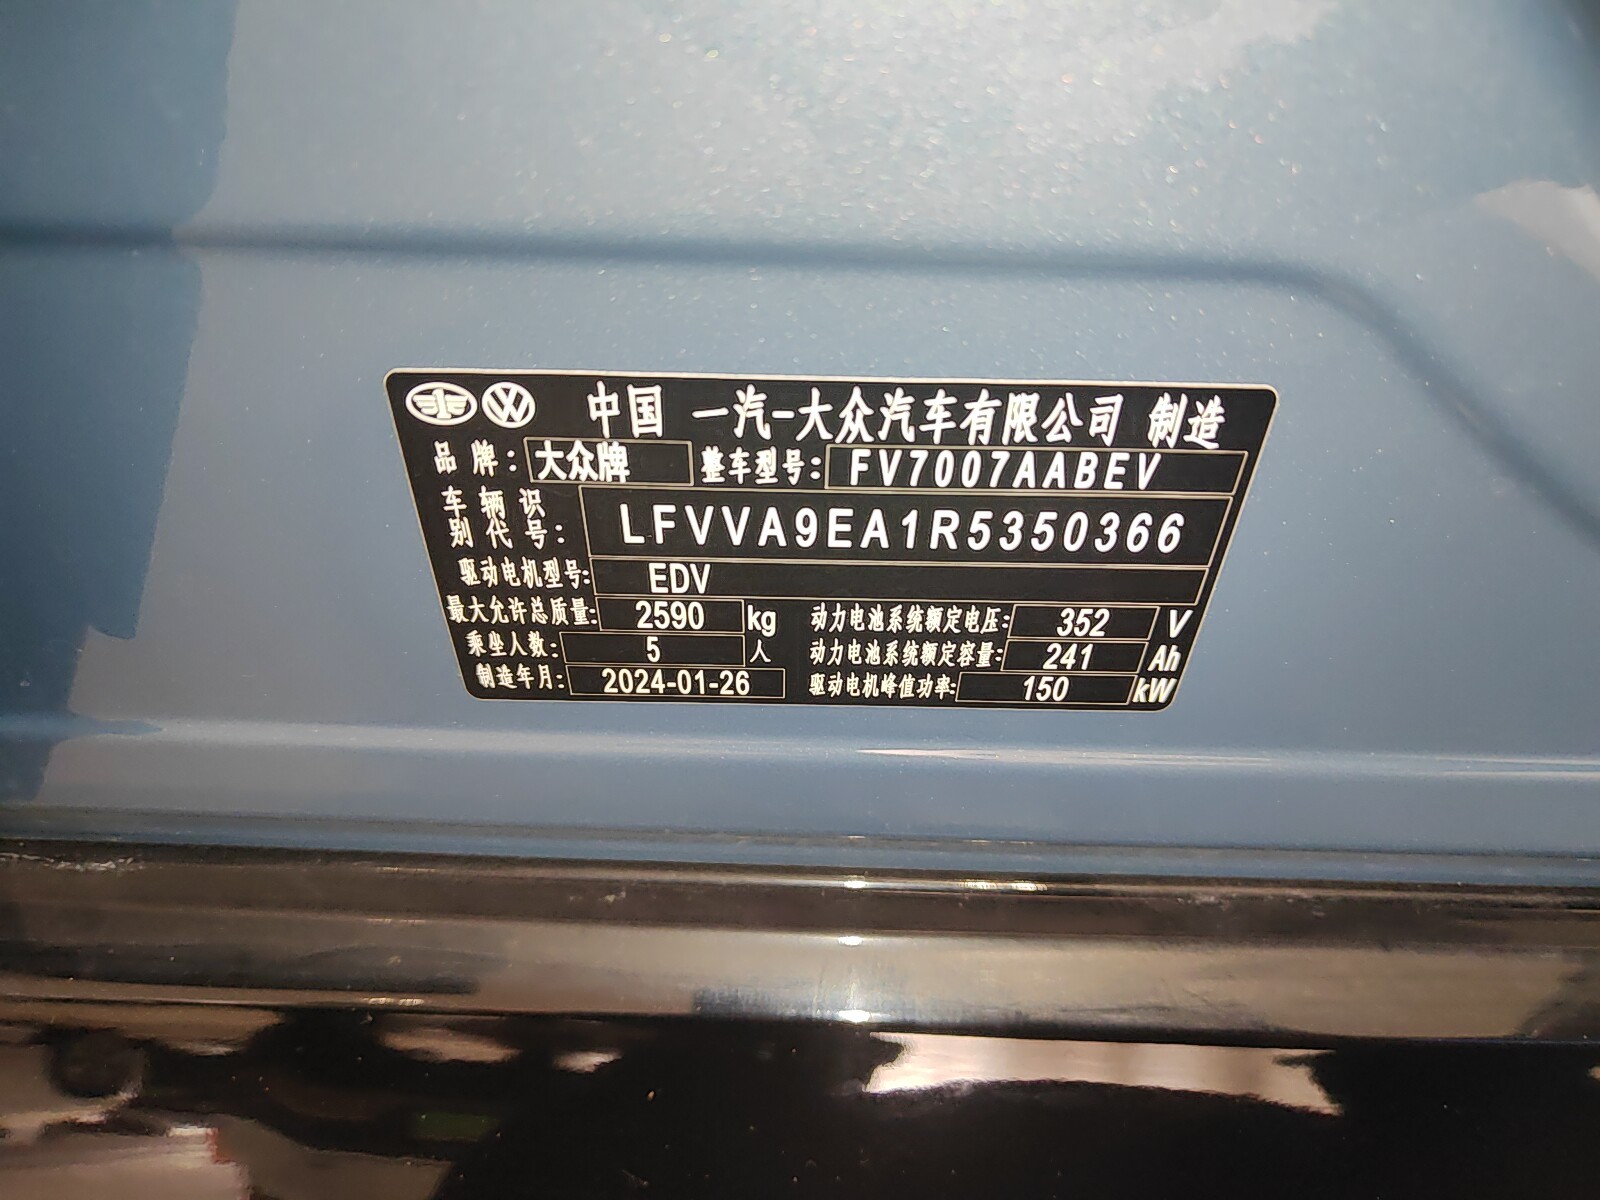 中国 一汽-大众汽车有限公司 制造
品牌: 大众牌 整车型号: FV7007AABEV
车辆识别代号: LFVVA9EA1R5350366
驱动电机型号: EDV
最大允许总质量: 2590 kg 动力电池系统额定电压: 352 V
乘坐人数: 5 人 动力电池系统额定容量: 241 Ah
制造年月: 2024-01-26 驱动电机峰值功率: 150 kW